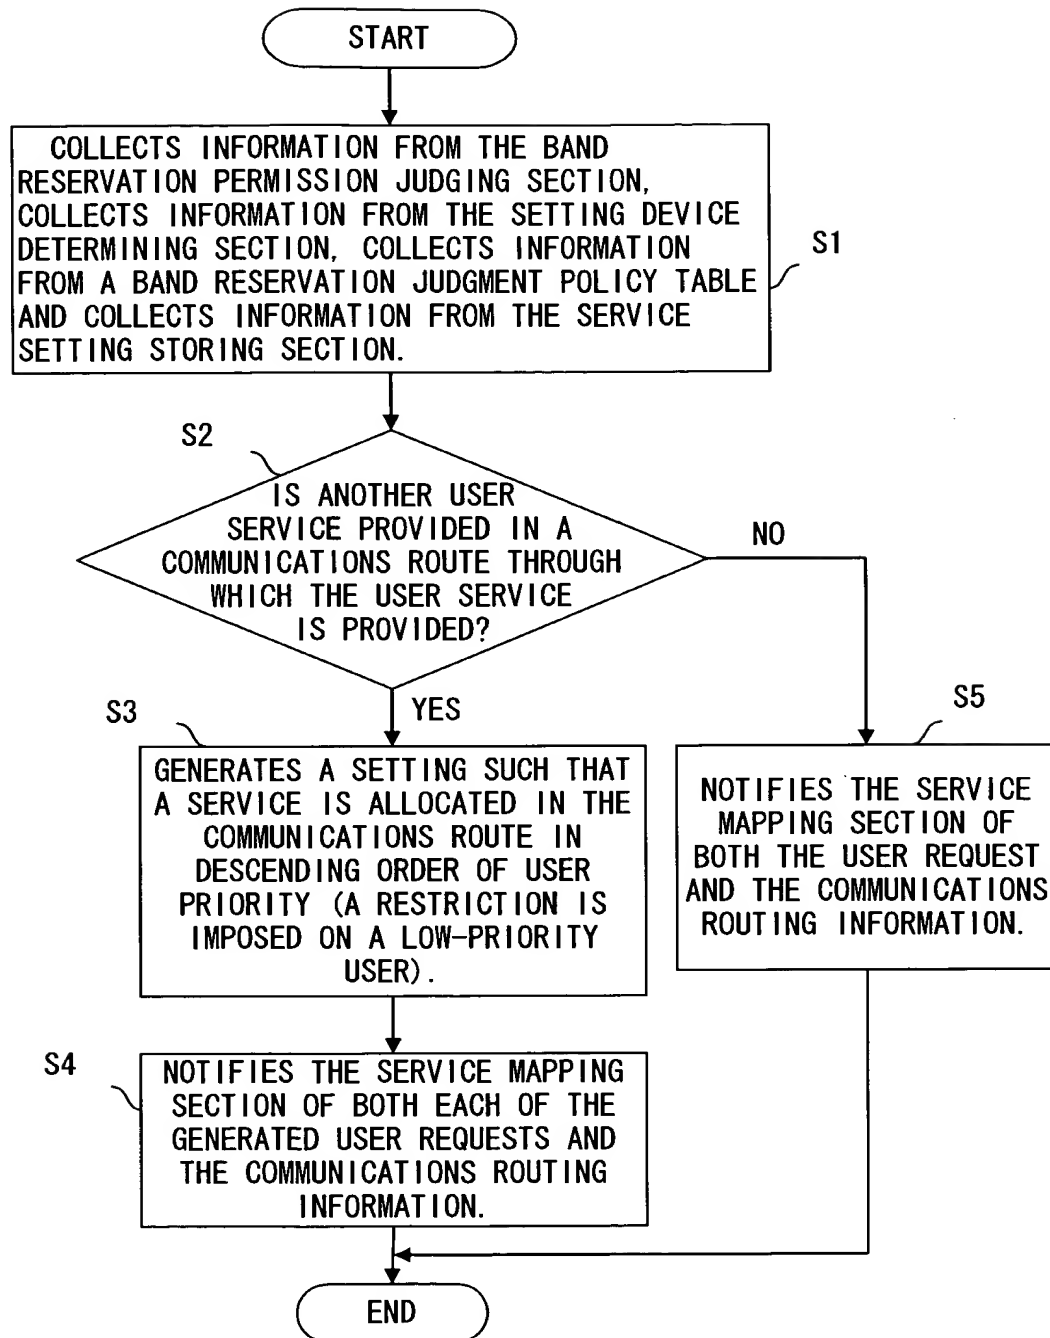 START
COLLECTS INFORMATION FROM THE BAND
RESERVATION PERMISSION JUDGING SECTION,
COLLECTS INFORMATION FROM THE SETTING DEVICE
DETERMINING SECTION, COLLECTS INFORMATION
FROM A BAND RESERVATION JUDGMENT POLICY TABLE
AND COLLECTS INFORMATION FROM THE SERVICE
SETTING STORING SECTION.
S1
S2
IS ANOTHER USER
SERVICE PROVIDED IN A
COMMUNICATIONS ROUTE THROUGH
WHICH THE USER SERVICE
IS PROVIDED?
NO
YES
S3
GENERATES A SETTING SUCH THAT
A SERVICE IS ALLOCATED IN THE
COMMUNICATIONS ROUTE IN
DESCENDING ORDER OF USER
PRIORITY (A RESTRICTION IS
IMPOSED ON A LOW-PRIORITY
USER).
S5
NOTIFIES THE SERVICE
MAPPING SECTION OF
BOTH THE USER REQUEST
AND THE COMMUNICATIONS
ROUTING INFORMATION.
S4
NOTIFIES THE SERVICE MAPPING
SECTION OF BOTH EACH OF THE
GENERATED USER REQUESTS AND
THE COMMUNICATIONS ROUTING
INFORMATION.
END